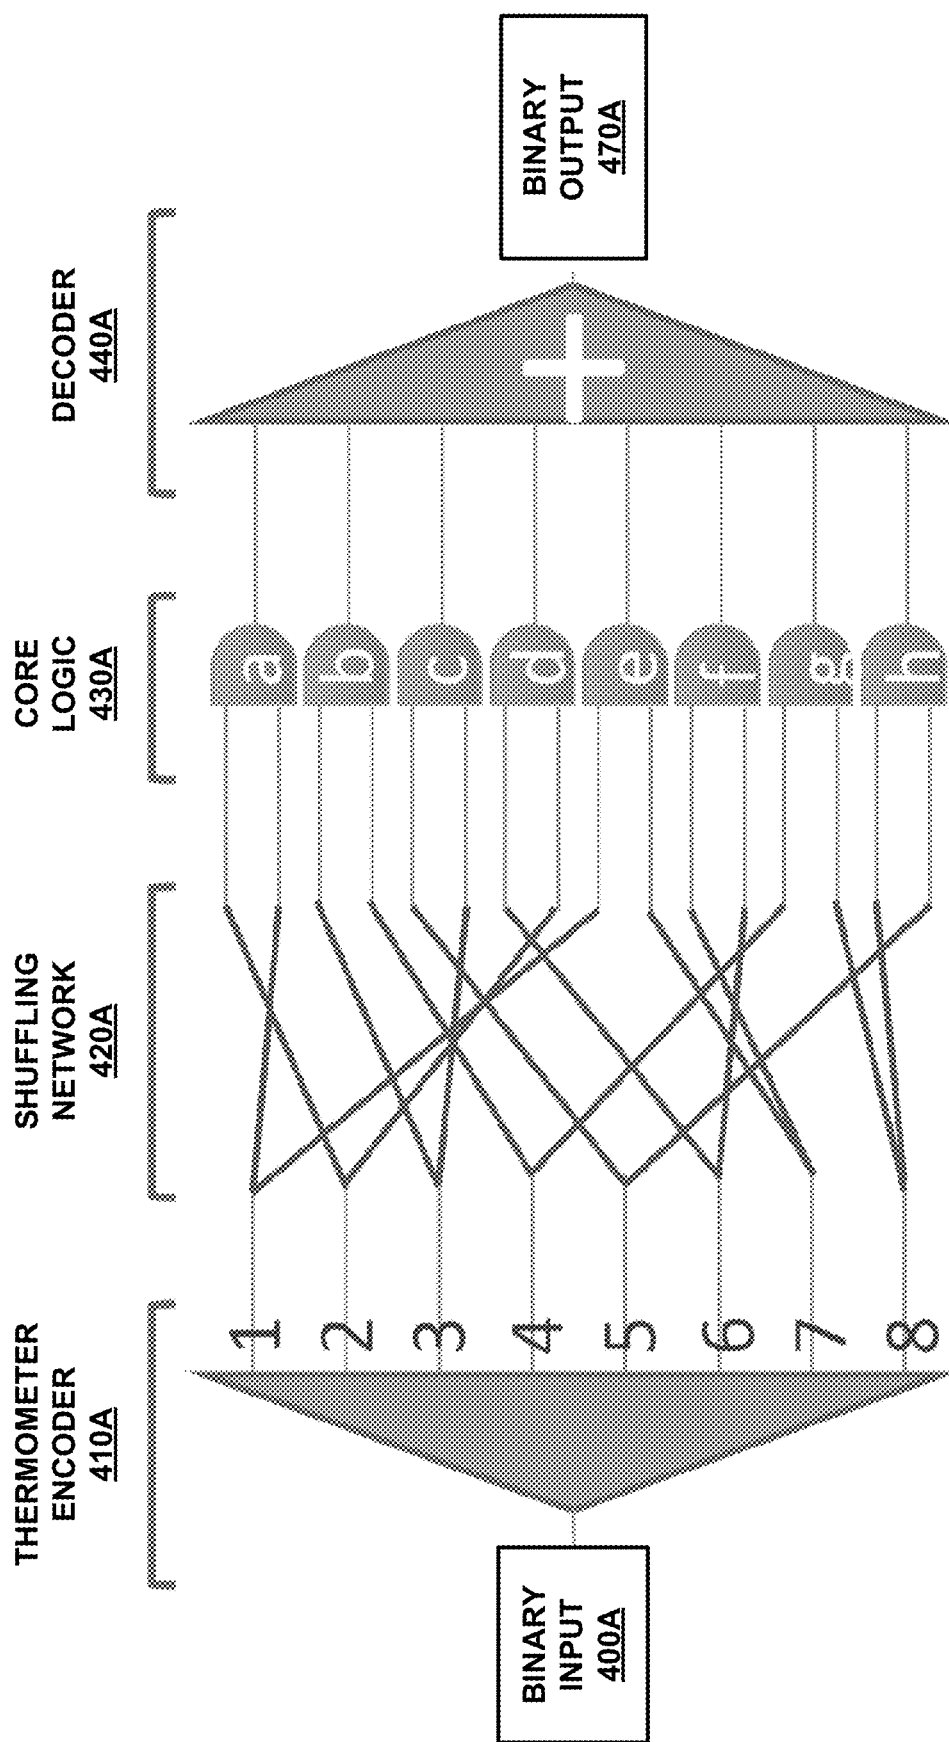 THERMOMETER
ENCODER
410A
SHUFFLING
NETWORK
420A
CORE
LOGIC
430A
DECODER
440A
BINARY
INPUT
400A
1
2
3
4
5
6
7
8
a
b
c
d
e
f
g
h
+
BINARY
OUTPUT
470A